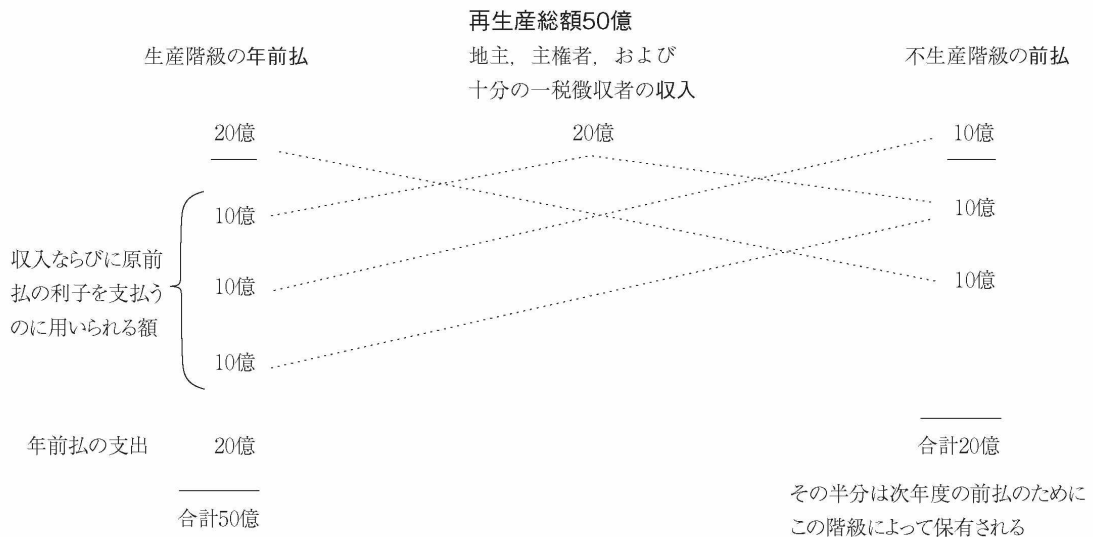 再生産総額50億
生産階級の年前払
地主，主権者，および
十分の一税徴収者の収入
不生産階級の前払
20億
20億
10億
10億
10億
収入ならびに原前
払の利子を支払う
のに用いられる額
10億
10億
10億
年前払の支出
20億
合計50億
合計20億
その半分は次年度の前払のために
この階級によって保有される